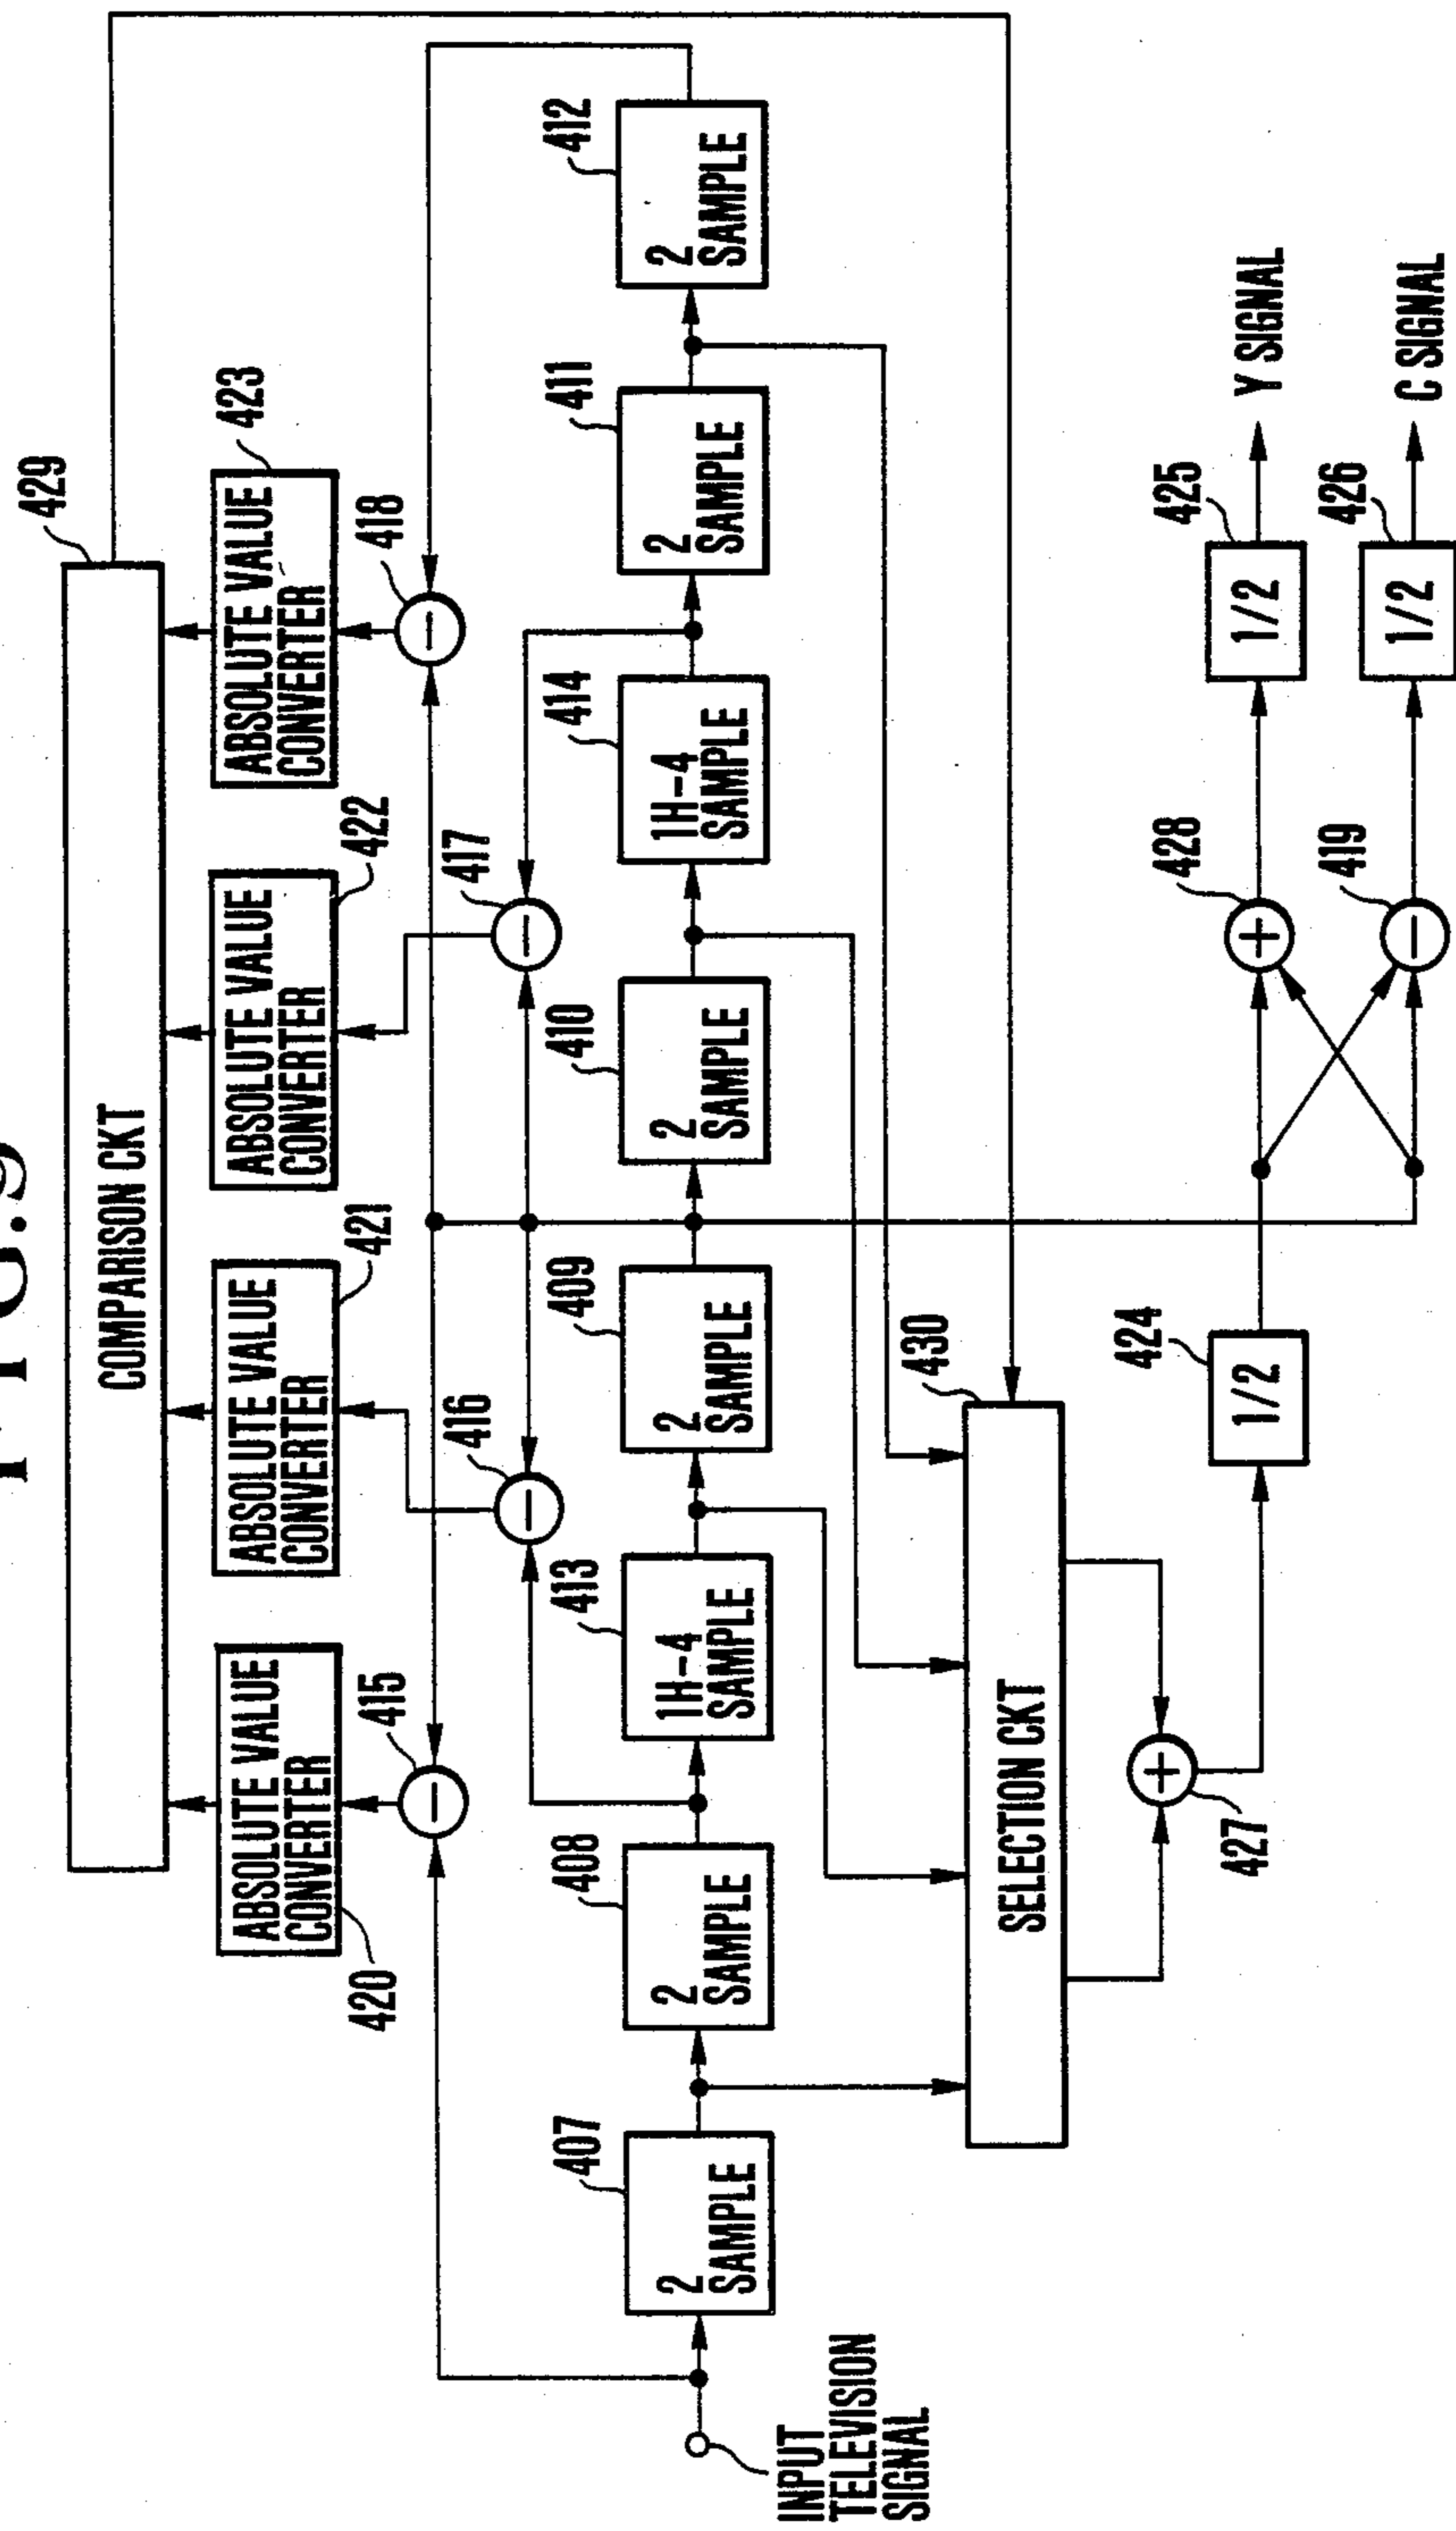 FIG.9
COMPARISON CKT
429
ABSOLUTE VALUE
CONVERTER
420
ABSOLUTE VALUE
CONVERTER
421
ABSOLUTE VALUE
CONVERTER
422
ABSOLUTE VALUE
CONVERTER
423
415
416
417
418
INPUT
TELEVISION
SIGNAL
407
2
SAMPLE
408
2
SAMPLE
413
1H-4
SAMPLE
409
2
SAMPLE
410
2
SAMPLE
414
1H-4
SAMPLE
411
2
SAMPLE
412
2
SAMPLE
430
SELECTION CKT
427
424
1/2
428
419
425
1/2
Y SIGNAL
426
1/2
C SIGNAL